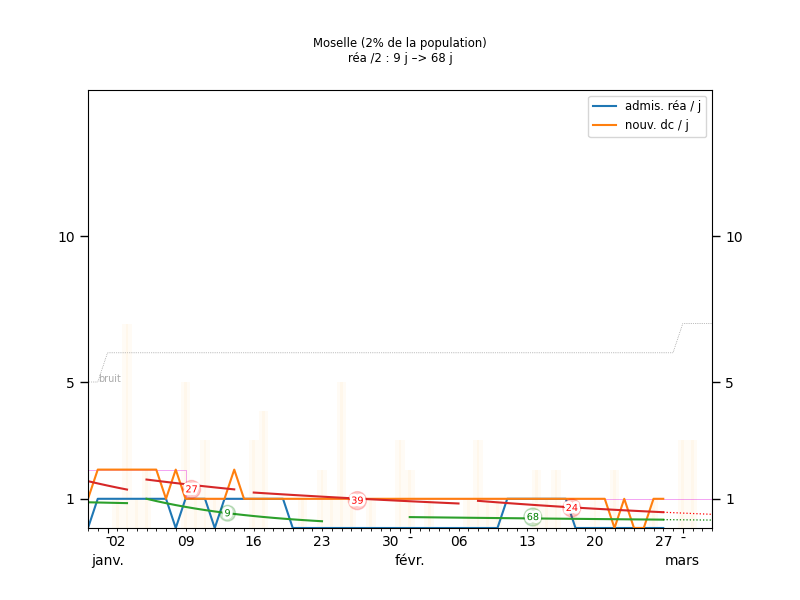 Moselle (2% de la population)
réa /2 : 9 j –> 68 j
admis. réa / j
nouv. dc / j
10
10
5
5
bruit
1
1
27
39
24
9
68
02
09
16
23
30
-
06
13
20
27
-
janv.
févr.
mars